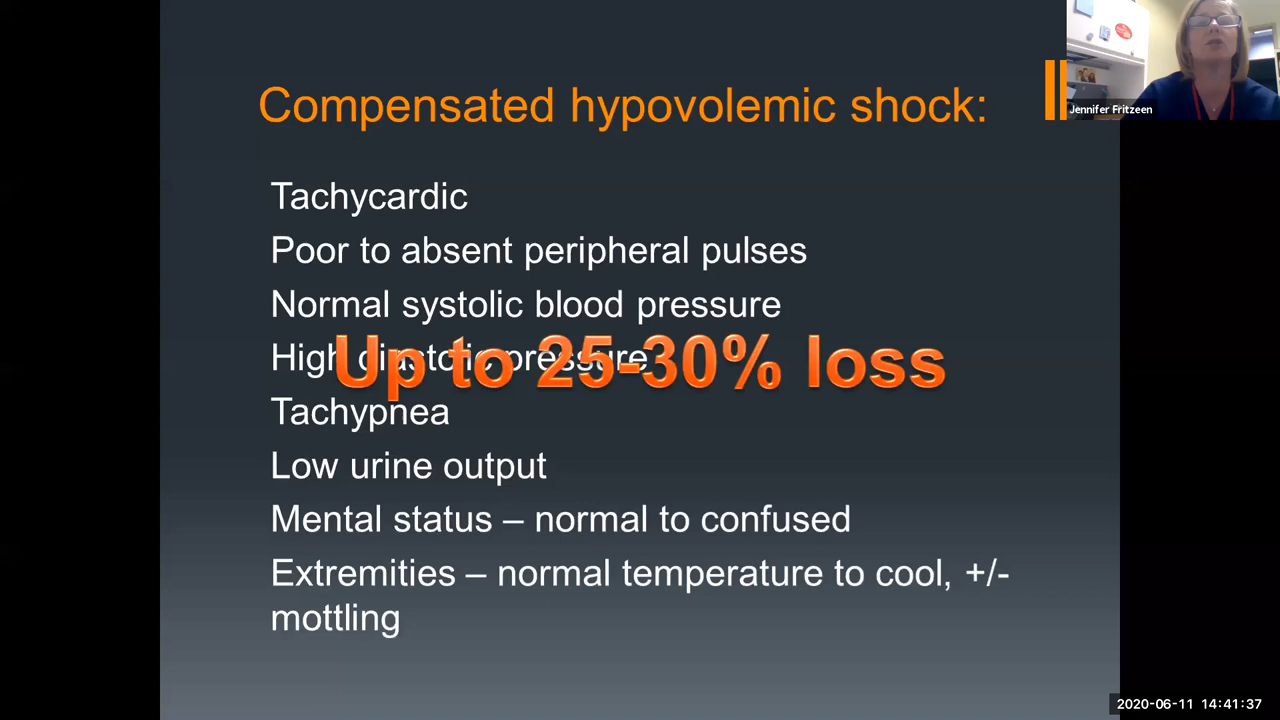 Compensated hypovolemic shock:
Jennifer Fritzeen
Tachycardic
Poor to absent peripheral pulses
Normal systolic blood pressure
High diastolic pressure
Up to 25-30% loss
Tachypnea
Low urine output
Mental status – normal to confused
Extremities – normal temperature to cool, +/-
mottling
2020-06-11 14:41:37